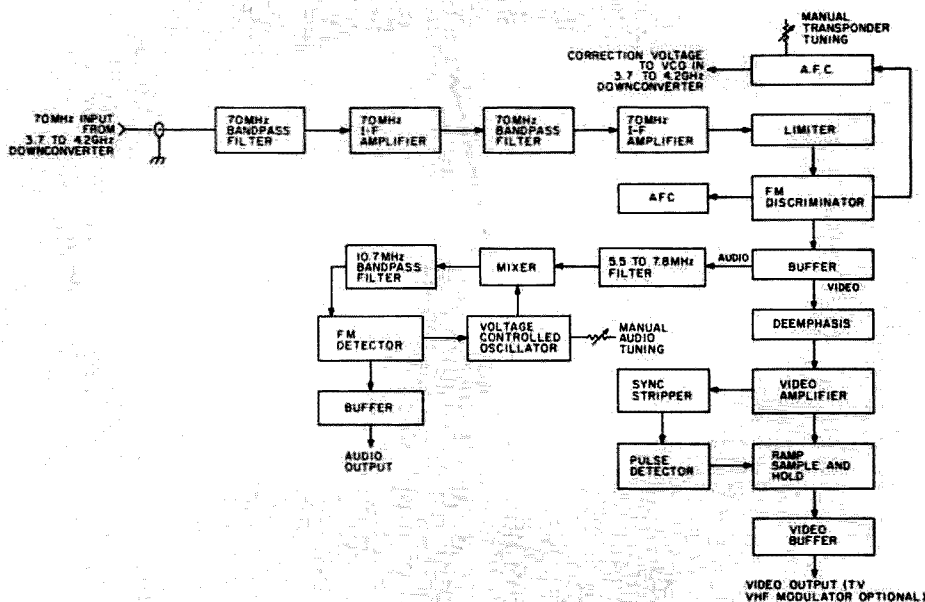 MANUAL
TRANSPONDER
TUNING
CORRECTION VOLTAGE
TO VCO IN
3.7 TO 4.2GHz
DOWNCONVERTER
A.F.C.
70MHz INPUT
FROM
3.7 TO 4.2GHz
DOWNCONVERTER
70MHz
BANDPASS
FILTER
70MHz
I-F
AMPLIFIER
70MHz
BANDPASS
FILTER
70MHz
I-F
AMPLIFIER
LIMITER
AFC
FM
DISCRIMINATOR
10.7MHz
BANDPASS
FILTER
MIXER
5.5 TO 7.8MHz
FILTER
AUDIO
BUFFER
VIDEO
FM
DETECTOR
VOLTAGE
CONTROLLED
OSCILLATOR
MANUAL
AUDIO
TUNING
DEEMPHASIS
BUFFER
SYNC
STRIPPER
VIDEO
AMPLIFIER
AUDIO
OUTPUT
PULSE
DETECTOR
RAMP
SAMPLE AND
HOLD
VIDEO
BUFFER
VIDEO OUTPUT (TV
VHF MODULATOR OPTIONAL)